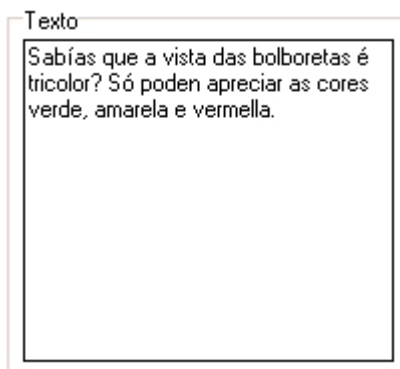 Texto
Sabías que a vista das bolboretas é
tricolor? Só poden apreciar as cores
verde, amarela e vermella.